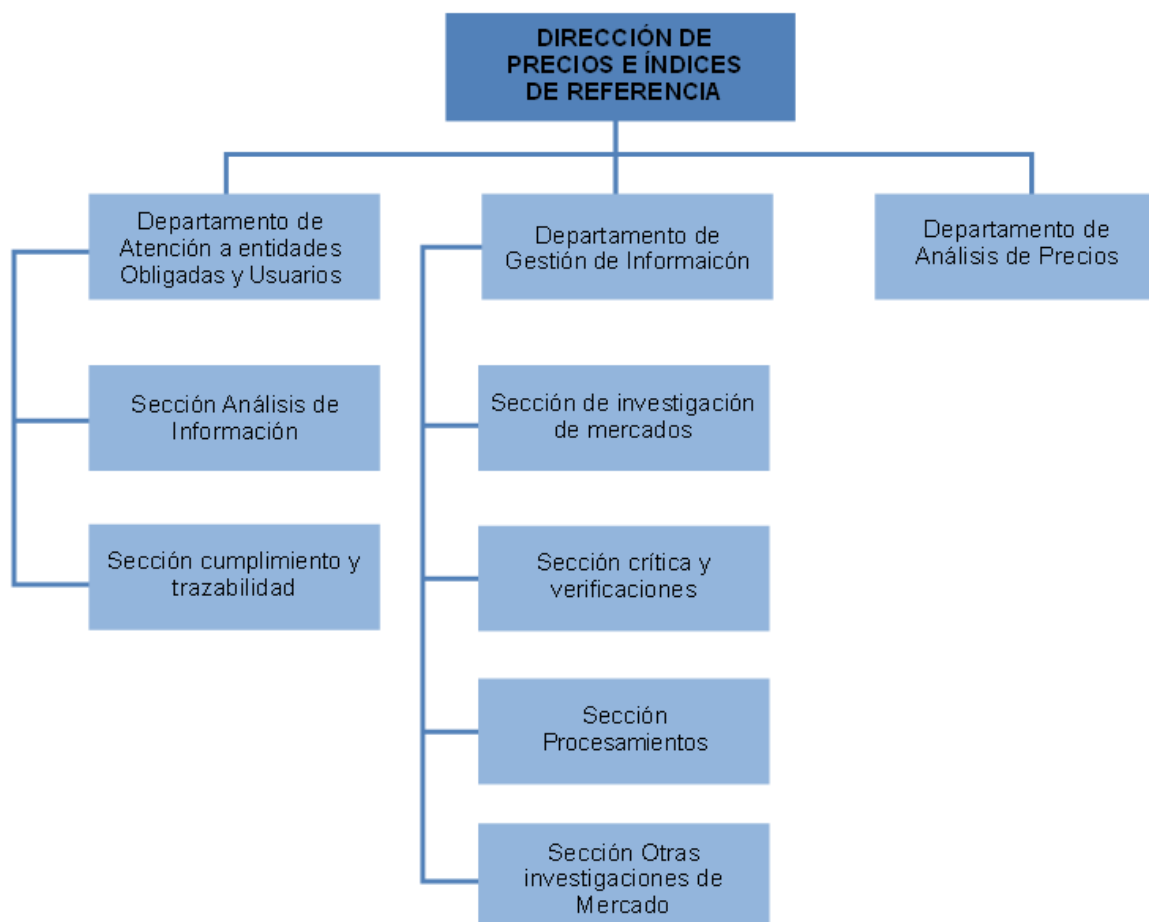 DIRECCIÓN DE
PRECIOS E ÍNDICES
DE REFERENCIA
Departamento de
Atención a entidades
Obligadas y Usuarios
Departamento de
Gestión de Informaicón
Departamento de
Análisis de Precios
Sección Análisis de
Información
Sección de investigación
de mercados
Sección cumplimiento y
trazabilidad
Sección crítica y
verificaciones
Sección
Procesamientos
Sección Otras
investigaciones de
Mercado